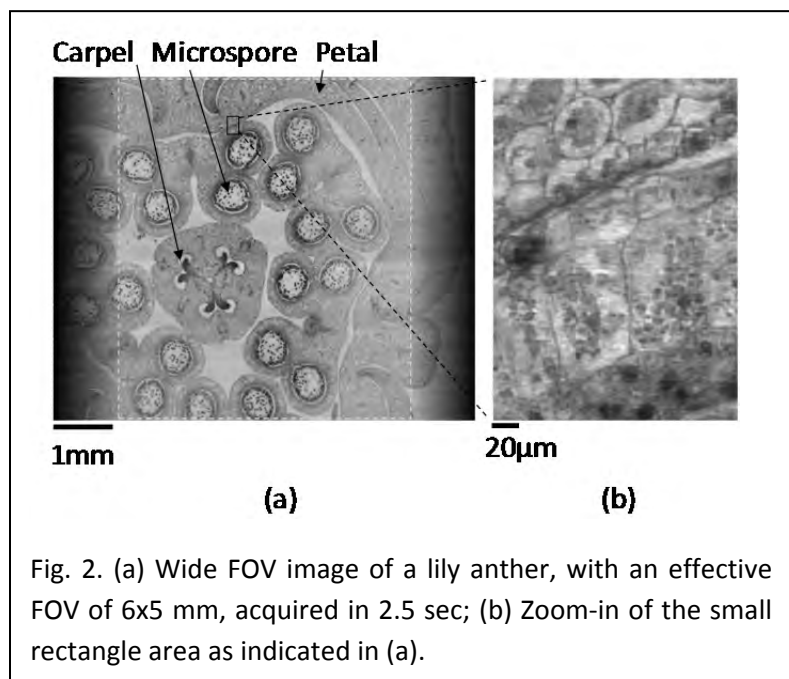 Carpel Microspore Petal
1mm
20µm
(a)
(b)
Fig. 2. (a) Wide FOV image of a lily anther, with an effective
FOV of 6x5 mm, acquired in 2.5 sec; (b) Zoom-in of the small
rectangle area as indicated in (a).